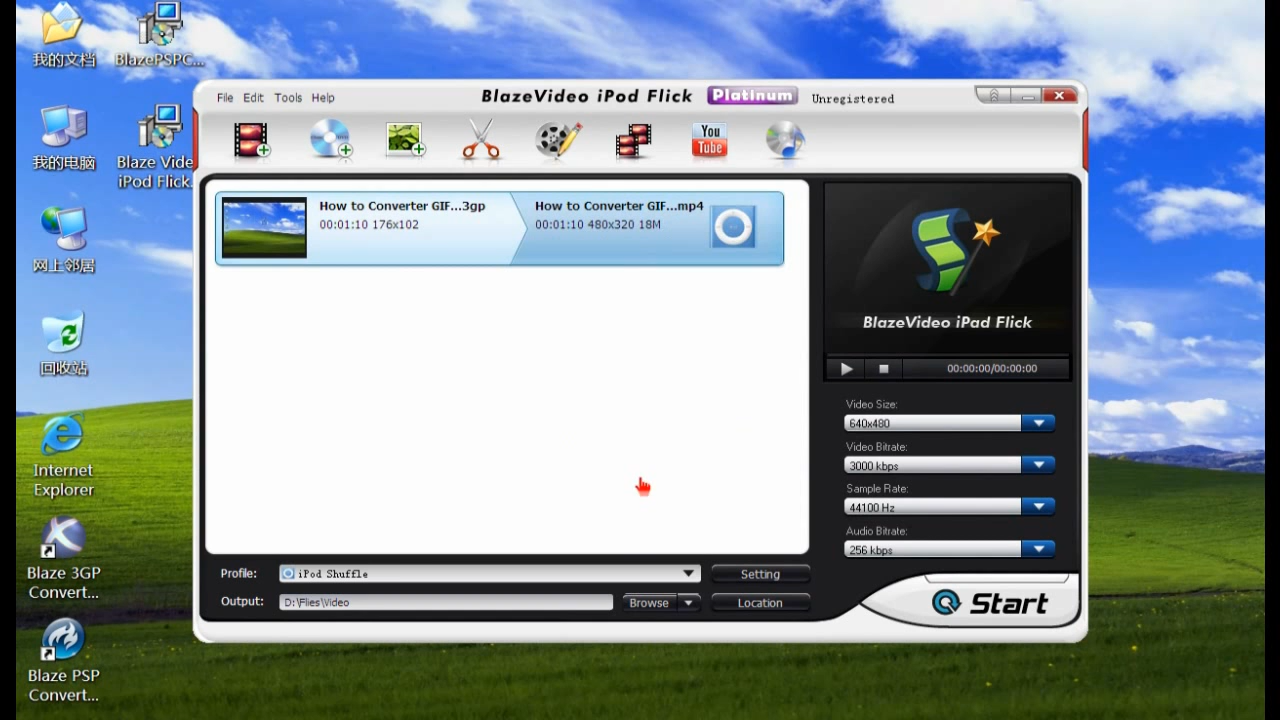 我的文档
BlazePSPC...
我的电脑
Blaze Vide
iPod Flick.
网上邻居
回收站
Internet
Explorer
Blaze 3GP
Convert...
Blaze PSP
Convert...
File Edit Tools Help
BlazeVideo iPod Flick Platinum Unregistered
You
Tube
How to Converter GIF...3gp
00:01:10 176x102
How to Converter GIF...mp4
00:01:10 480x320 18M
BlazeVideo iPad Flick
00:00:00/00:00:00
Video Size:
640x480
Video Bitrate:
3000 kbps
Sample Rate:
44100 Hz
Audio Bitrate:
256 kbps
Profile: iPod Shuffle Setting
Output: D:\Flies\Video Browse Location
Start